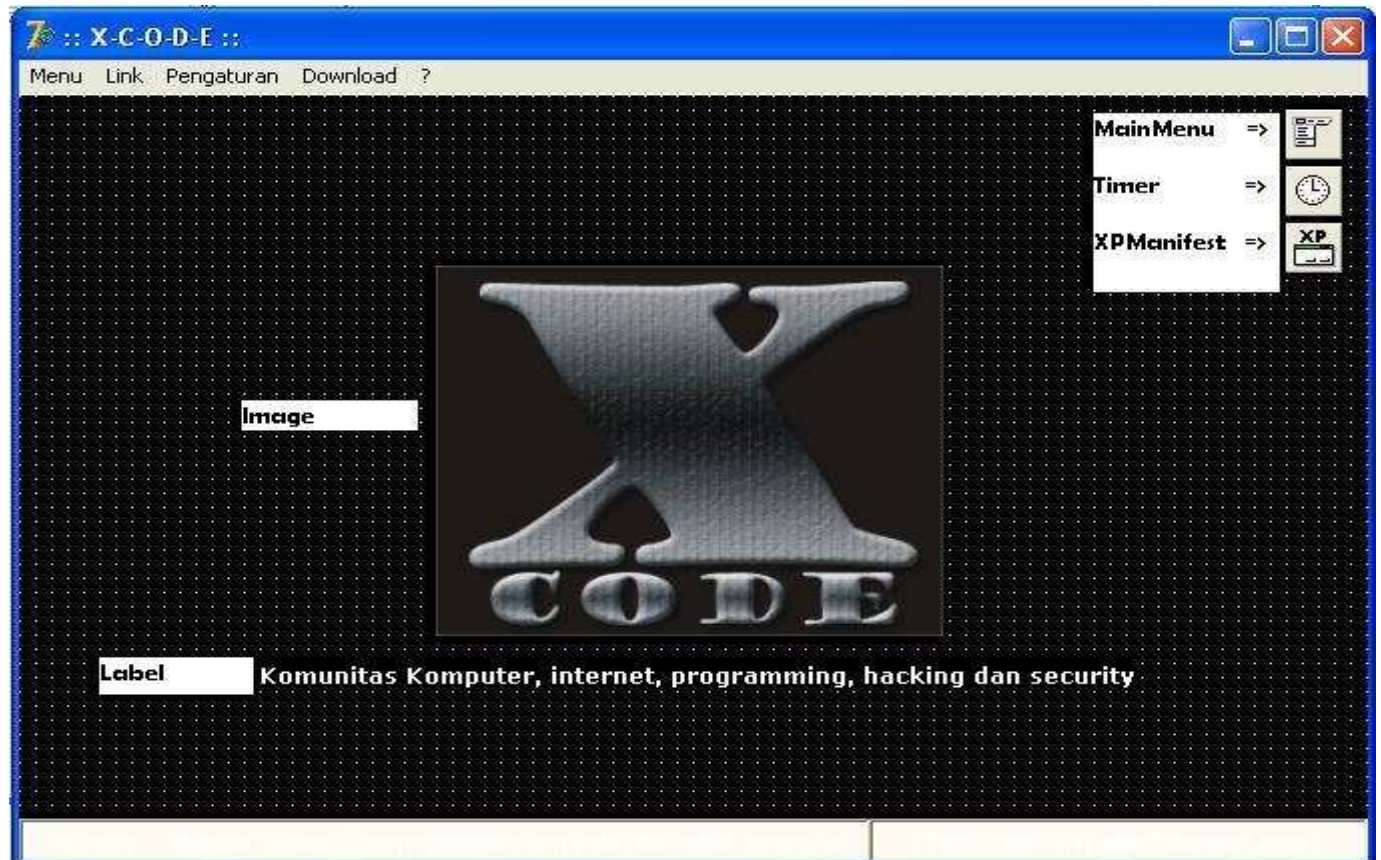 :: X-C-O-D-E ::
Menu Link Pengaturan Download ?
MainMenu =>
Timer =>
XPManifest =>
XP
Image
X
CODE
Label
Komunitas Komputer, internet, programming, hacking dan security